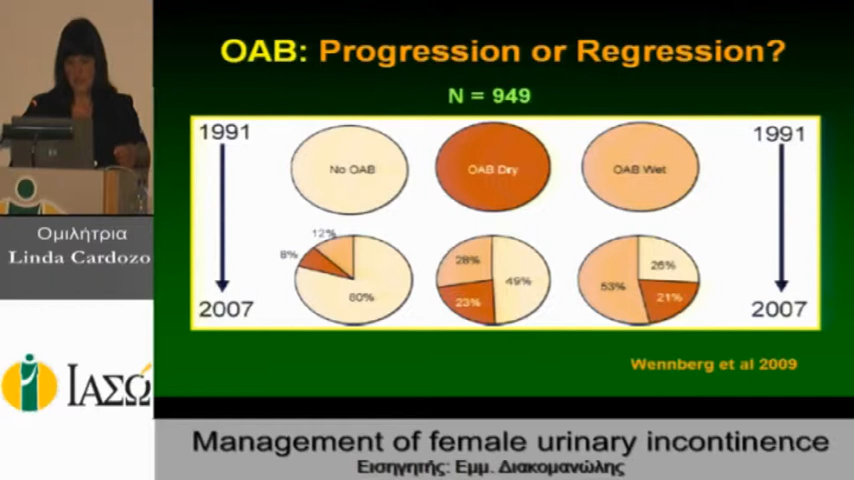 OAB: Progression or Regression?
N = 949
1991
1991
No OAB
OAB Dry
OAB Wet
12%
8%
80%
28%
49%
23%
26%
53%
21%
2007
2007
Wennberg et al 2009
Ομιλήτρια
Linda Cardozo
ΙΑΣΩ
Management of female urinary incontinence
Εισηγητής: Εμμ. Διακομανώλης